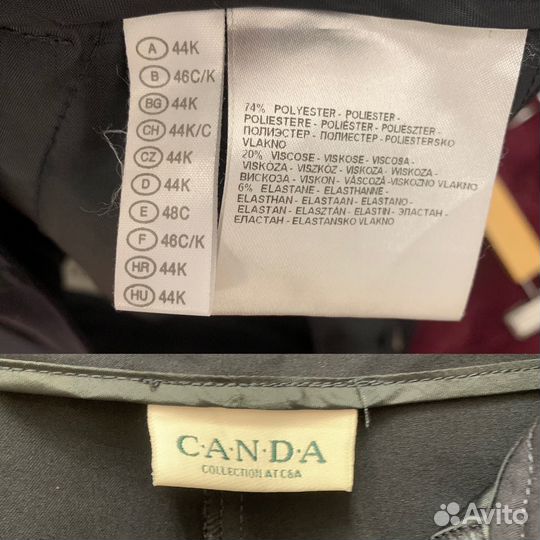 A 44K
B 46C/K
BG 44K
CH 44K/C
CZ 44K
D 44K
E 48C
F 46C/K
HR 44K
HU 44K
74% POLYESTER - POLIESTER -
POLIESTERE - POLIÉSTER - POLIÉSZTER -
ПОЛИЭСТЕР - ПОЛИЕСТЕР - POLIESTERSKO
VLAKNO
20% VISCOSE - VISKOSE - VISCOSA -
VISKÓZA - VISZKÓZ - VISKOZA - WISKOZA -
ВИСКОЗА - VISKON - VÂSCOZĂ -VISKOZNO VLAKNO
6% ELASTANE - ELASTHANNE -
ELASTHAN - ELASTAAN - ELASTANO -
ELASTAN - ELASZTÁN - ELASTIN - ЭЛАСТАН -
ЕЛАСТАН - ELASTANSKO VLAKNO
C·A·N·D·A
COLLECTION AT C&A
Avito